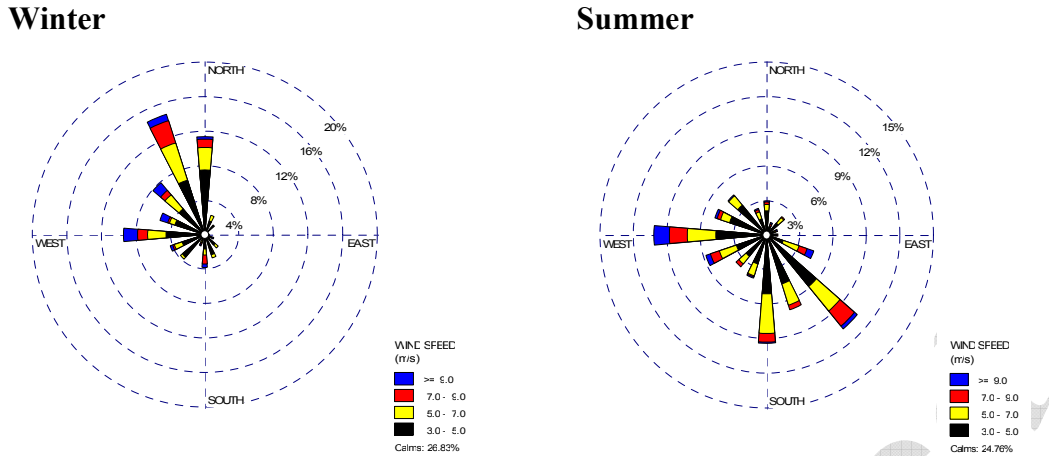 Winter
NORTH
20%
16%
12%
8%
4%
WEST
EAST
SOUTH
WIND SPEED
(m/s)
>= 9.0
7.0 - 9.0
5.0 - 7.0
3.0 - 5.0
Calms: 26.83%
Summer
NORTH
15%
12%
9%
6%
3%
WEST
EAST
SOUTH
WIND SPEED
(m/s)
>= 9.0
7.0 - 9.0
5.0 - 7.0
3.0 - 5.0
Calms: 24.76%